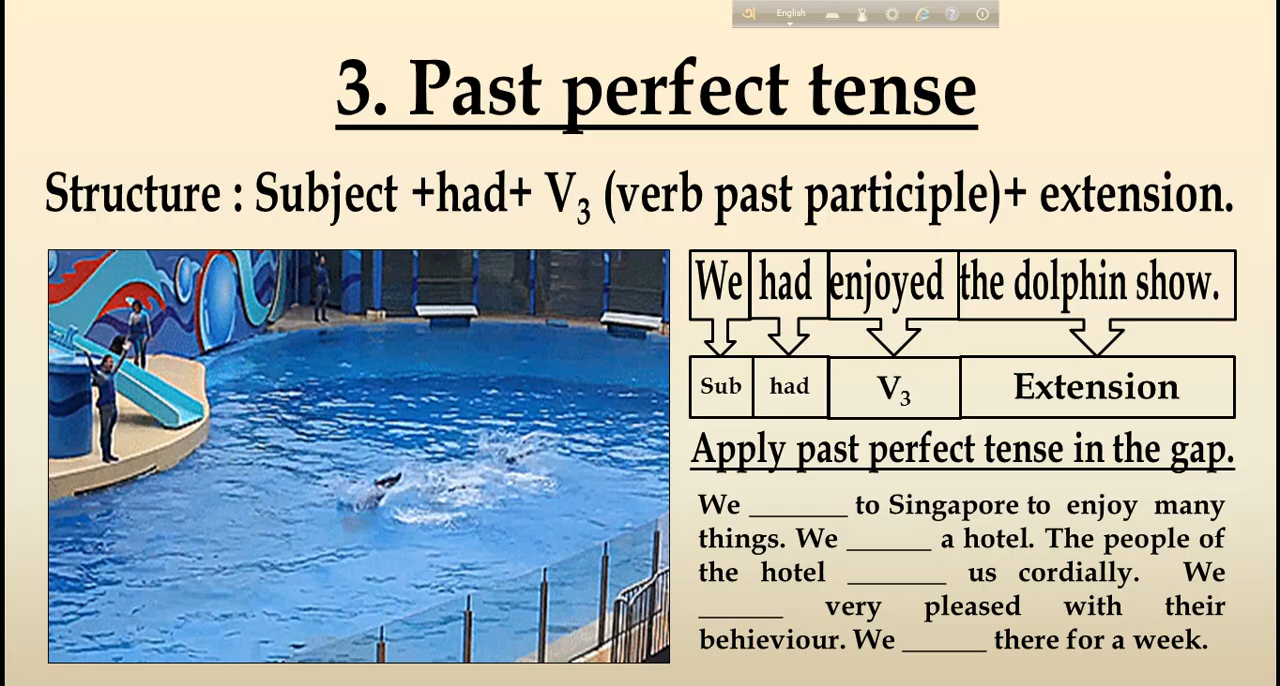 English
3. Past perfect tense
Structure : Subject +had+ V₃ (verb past participle)+ extension.
We had enjoyed the dolphin show.
Sub had V₃ Extension
Apply past perfect tense in the gap.
We _______ to Singapore to enjoy many
things. We ______ a hotel. The people of
the hotel _______ us cordially. We
______ very pleased with their
behieviour. We ______ there for a week.